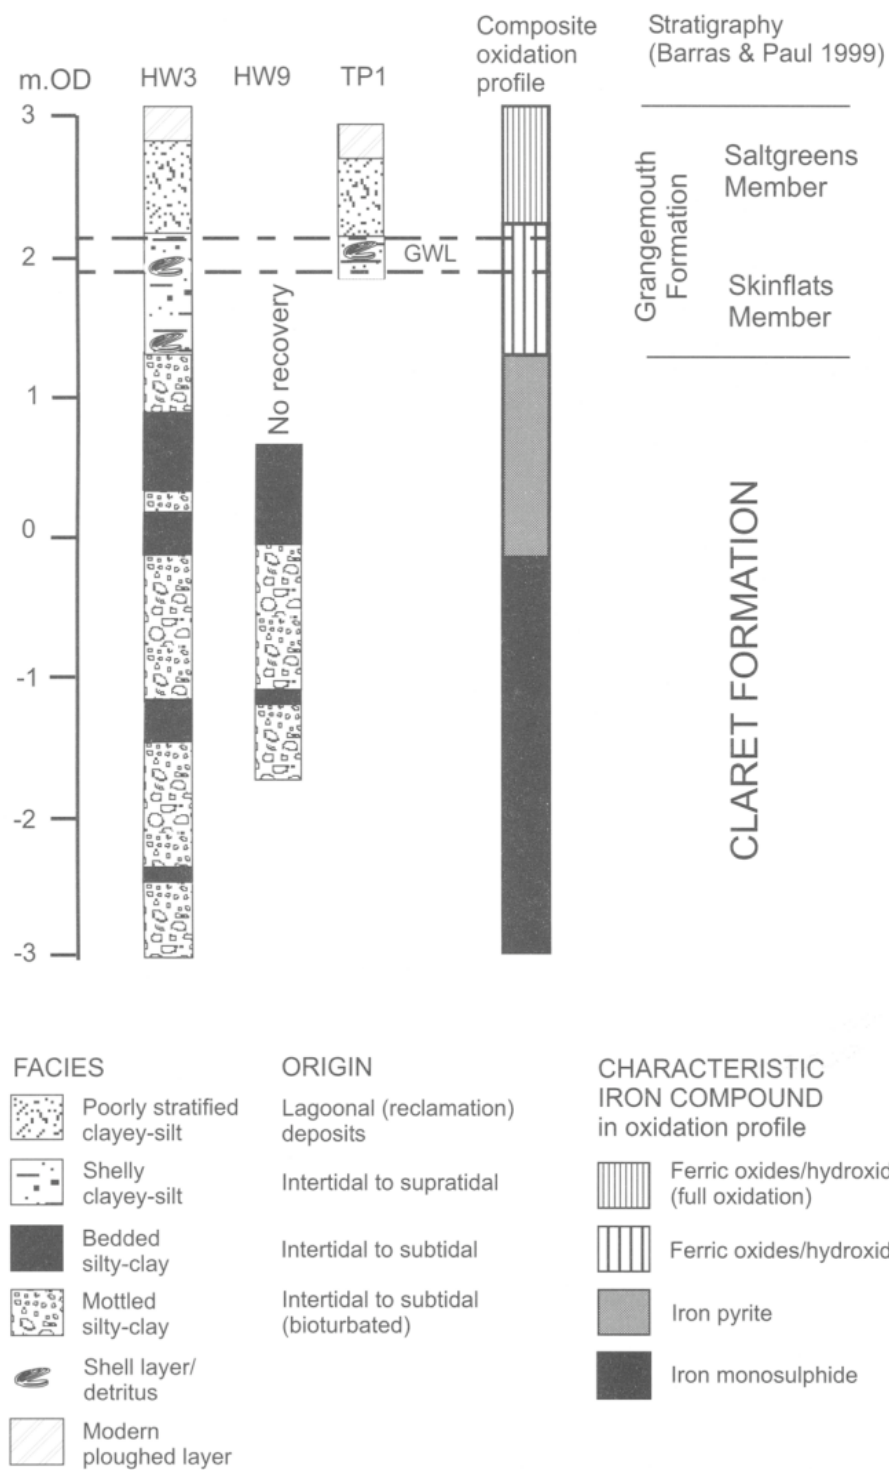 Composite
oxidation
profile
Stratigraphy
(Barras & Paul 1999)
m.OD
HW3
HW9
TP1
3
2
1
0
-1
-2
-3
GWL
No recovery
Grangemouth
Formation
Saltgreens
Member
Skinflats
Member
CLARET FORMATION
FACIES
Poorly stratified
clayey-silt
Shelly
clayey-silt
Bedded
silty-clay
Mottled
silty-clay
Shell layer/
detritus
Modern
ploughed layer
ORIGIN
Lagoonal (reclamation)
deposits
Intertidal to supratidal
Intertidal to subtidal
Intertidal to subtidal
(bioturbated)
CHARACTERISTIC
IRON COMPOUND
in oxidation profile
Ferric oxides/hydroxid
(full oxidation)
Ferric oxides/hydroxid
Iron pyrite
Iron monosulphide